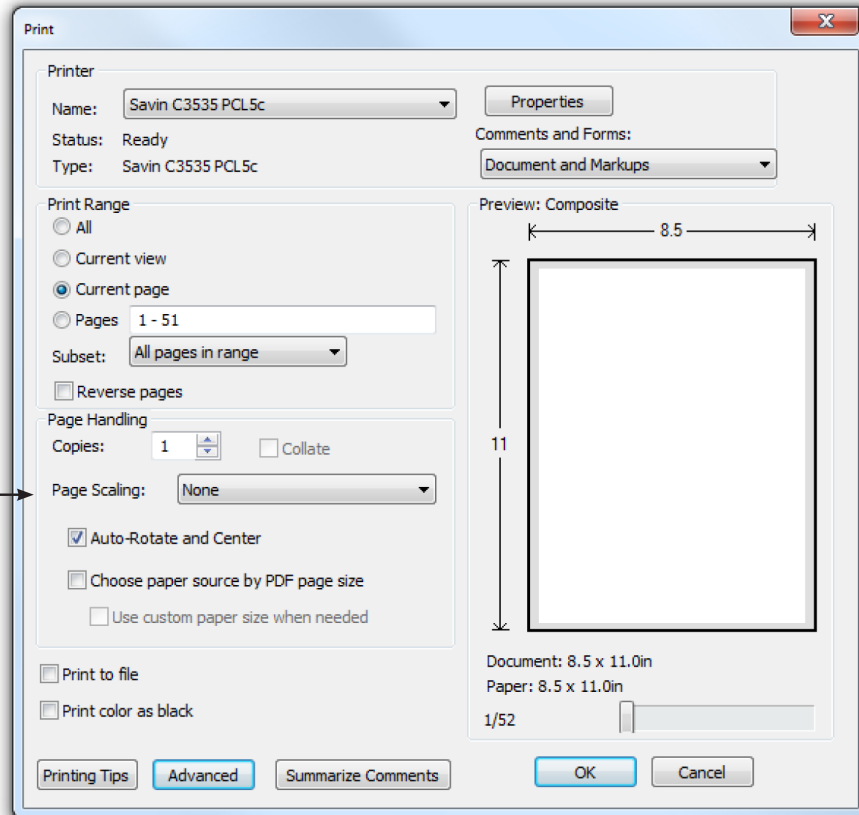 Print
Printer
Name: Savin C3535 PCL5c Properties
Status: Ready Comments and Forms:
Type: Savin C3535 PCL5c Document and Markups
Print Range
All
Current view
Current page
Pages 1 - 51
Subset: All pages in range
Reverse pages
Page Handling
Copies: 1 Collate
Page Scaling: None
Auto-Rotate and Center
Choose paper source by PDF page size
Use custom paper size when needed
Print to file
Print color as black
Preview: Composite
8.5
11
Document: 8.5 x 11.0in
Paper: 8.5 x 11.0in
1/52
Printing Tips Advanced Summarize Comments OK Cancel